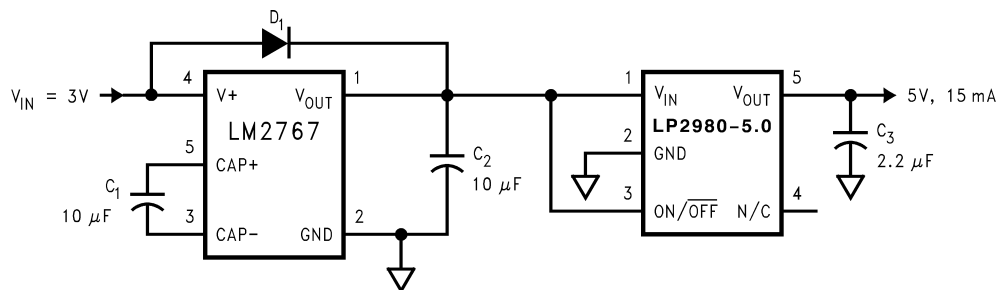 D1
VIN = 3V
4
V+
VOUT
1
LM2767
5
CAP+
C1
10 μF
3
CAP−
GND
2
C2
10 μF
1
VIN
VOUT
5
5V, 15 mA
LP2980-5.0
2
GND
C3
2.2 μF
3
ON/OFF
N/C
4